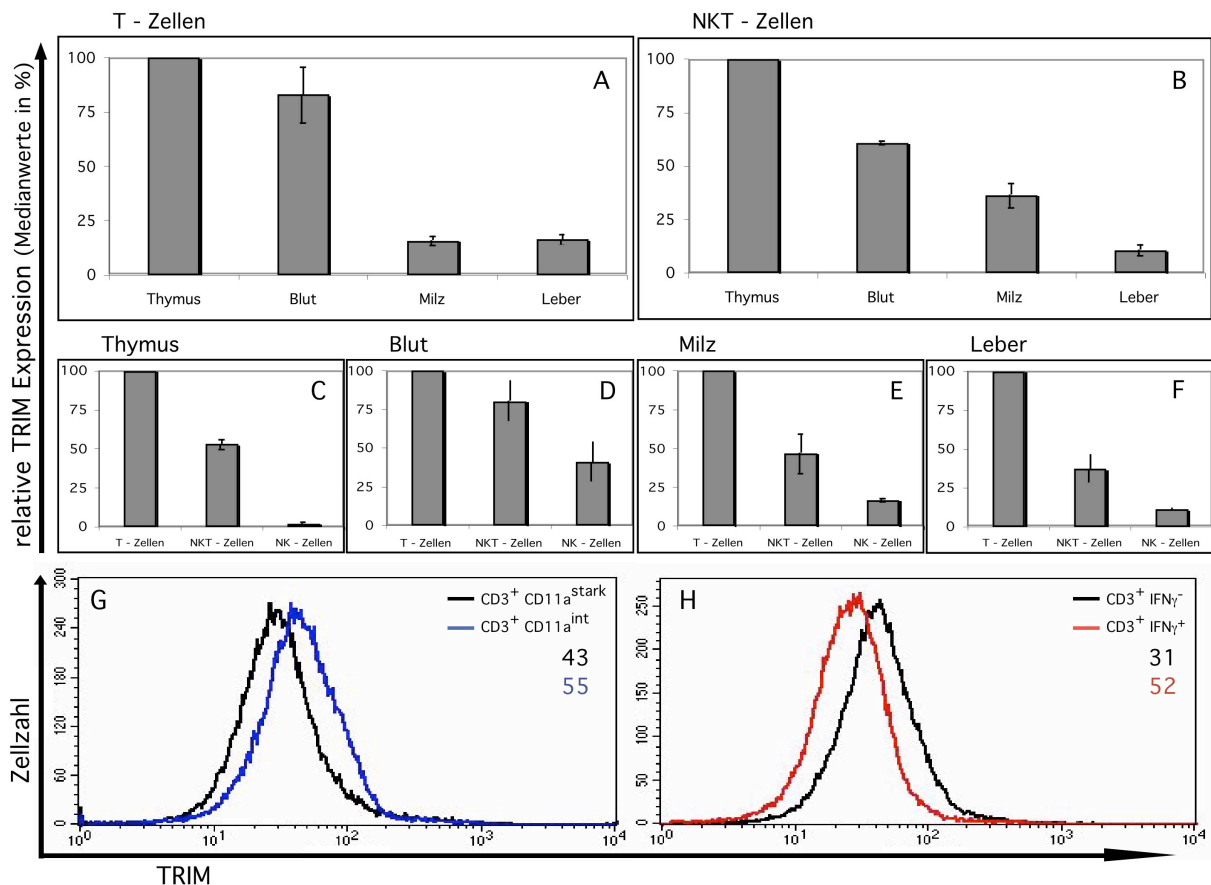 T - Zellen
NKT - Zellen
relative TRIM Expression (Medianwerte in %)
100
75
50
25
0
A
Thymus Blut Milz Leber
100
75
50
25
0
B
Thymus Blut Milz Leber
Thymus
100
75
50
25
0
C
T - Zellen NKT - Zellen NK - Zellen
Blut
100
75
50
25
0
D
T - Zellen NKT - Zellen NK - Zellen
Milz
100
75
50
25
0
E
T - Zellen NKT - Zellen NK - Zellen
Leber
100
75
50
25
0
F
T - Zellen NKT - Zellen NK - Zellen
Zellzahl
300
240
180
120
60
0
G
CD3+ CD11a stark
CD3+ CD11a int
43
55
10^0 10^1 10^2 10^3 10^4
250
200
150
100
50
0
H
CD3+ IFNγ-
CD3+ IFNγ+
31
52
10^0 10^1 10^2 10^3 10^4
TRIM